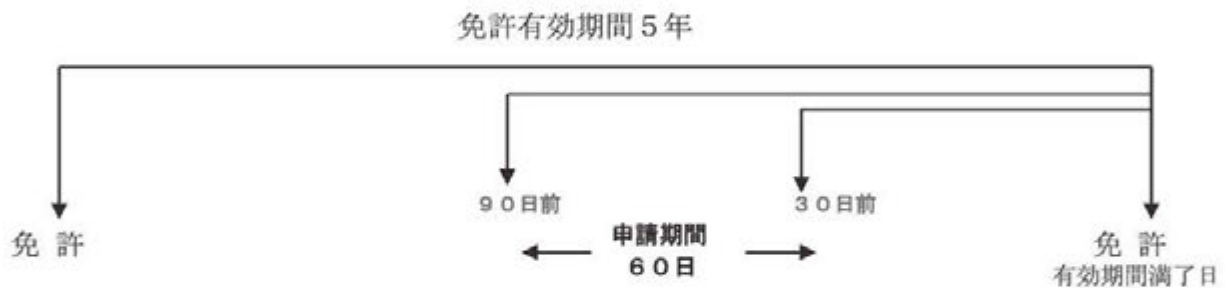 免許有効期間５年
９０日前
３０日前
免 許
申請期間
６０日
免 許
有効期間満了日